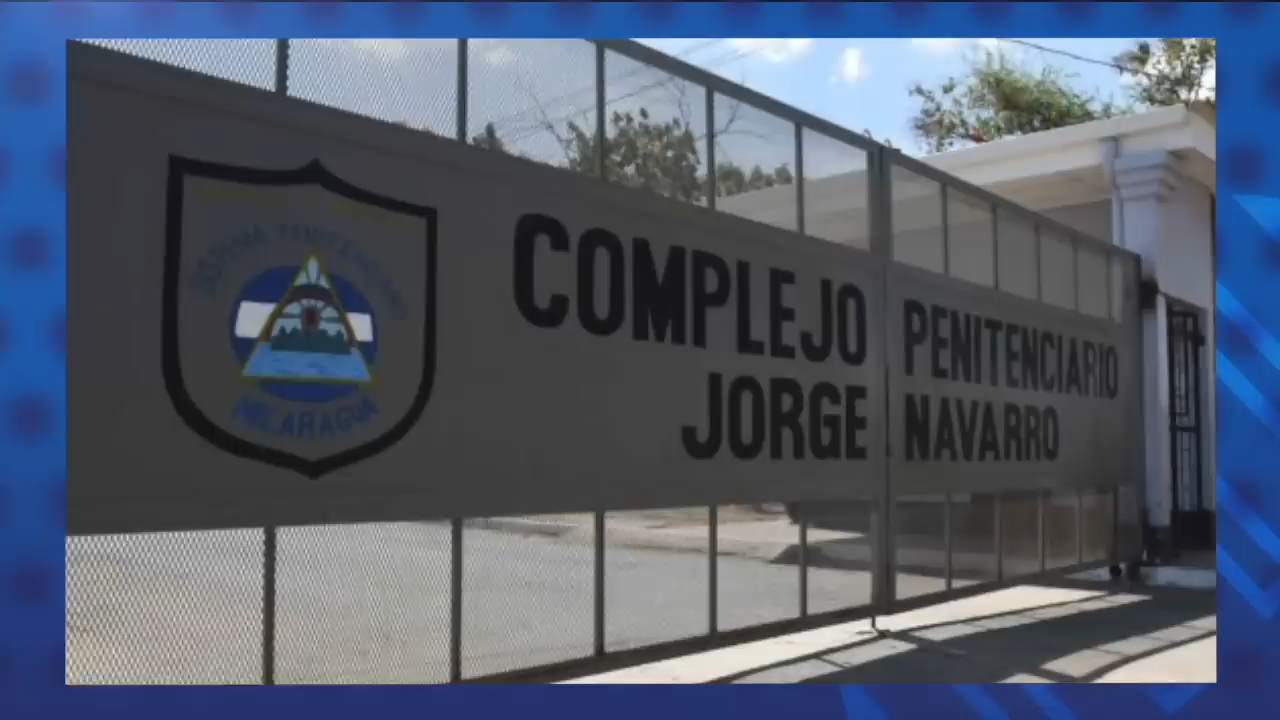 SISTEMA PENITENCIARIO
NICARAGUA
COMPLEJO PENITENCIARIO
JORGE NAVARRO